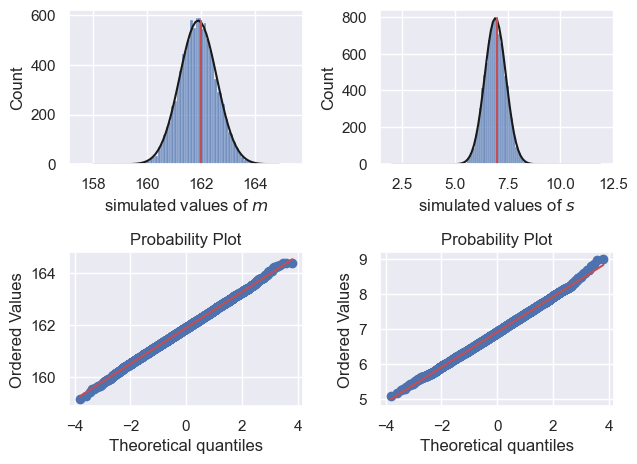 600
400
200
0
Count
158 160 162 164
simulated values of m
800
600
400
200
0
Count
2.5 5.0 7.5 10.0 12.5
simulated values of s
Probability Plot
164
162
160
Ordered Values
−4 −2 0 2 4
Theoretical quantiles
Probability Plot
9
8
7
6
5
Ordered Values
−4 −2 0 2 4
Theoretical quantiles